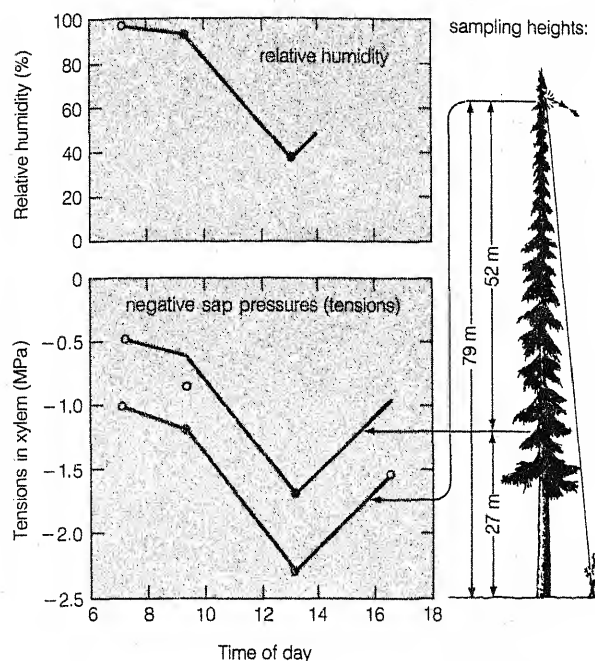 sampling heights:
Relative humidity (%)
100
80
60
40
20
0
relative humidity
Tensions in xylem (MPa)
0
-0.5
-1.0
-1.5
-2.0
-2.5
negative sap pressures (tensions)
6
8
10
12
14
16
18
Time of day
79 m
52 m
27 m